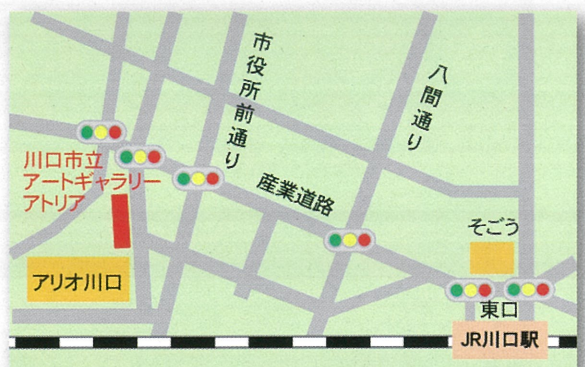 市役所前通り
八間通り
川口市立
アートギャラリー
アトリア
産業道路
そごう
アリオ川口
東口
JR川口駅